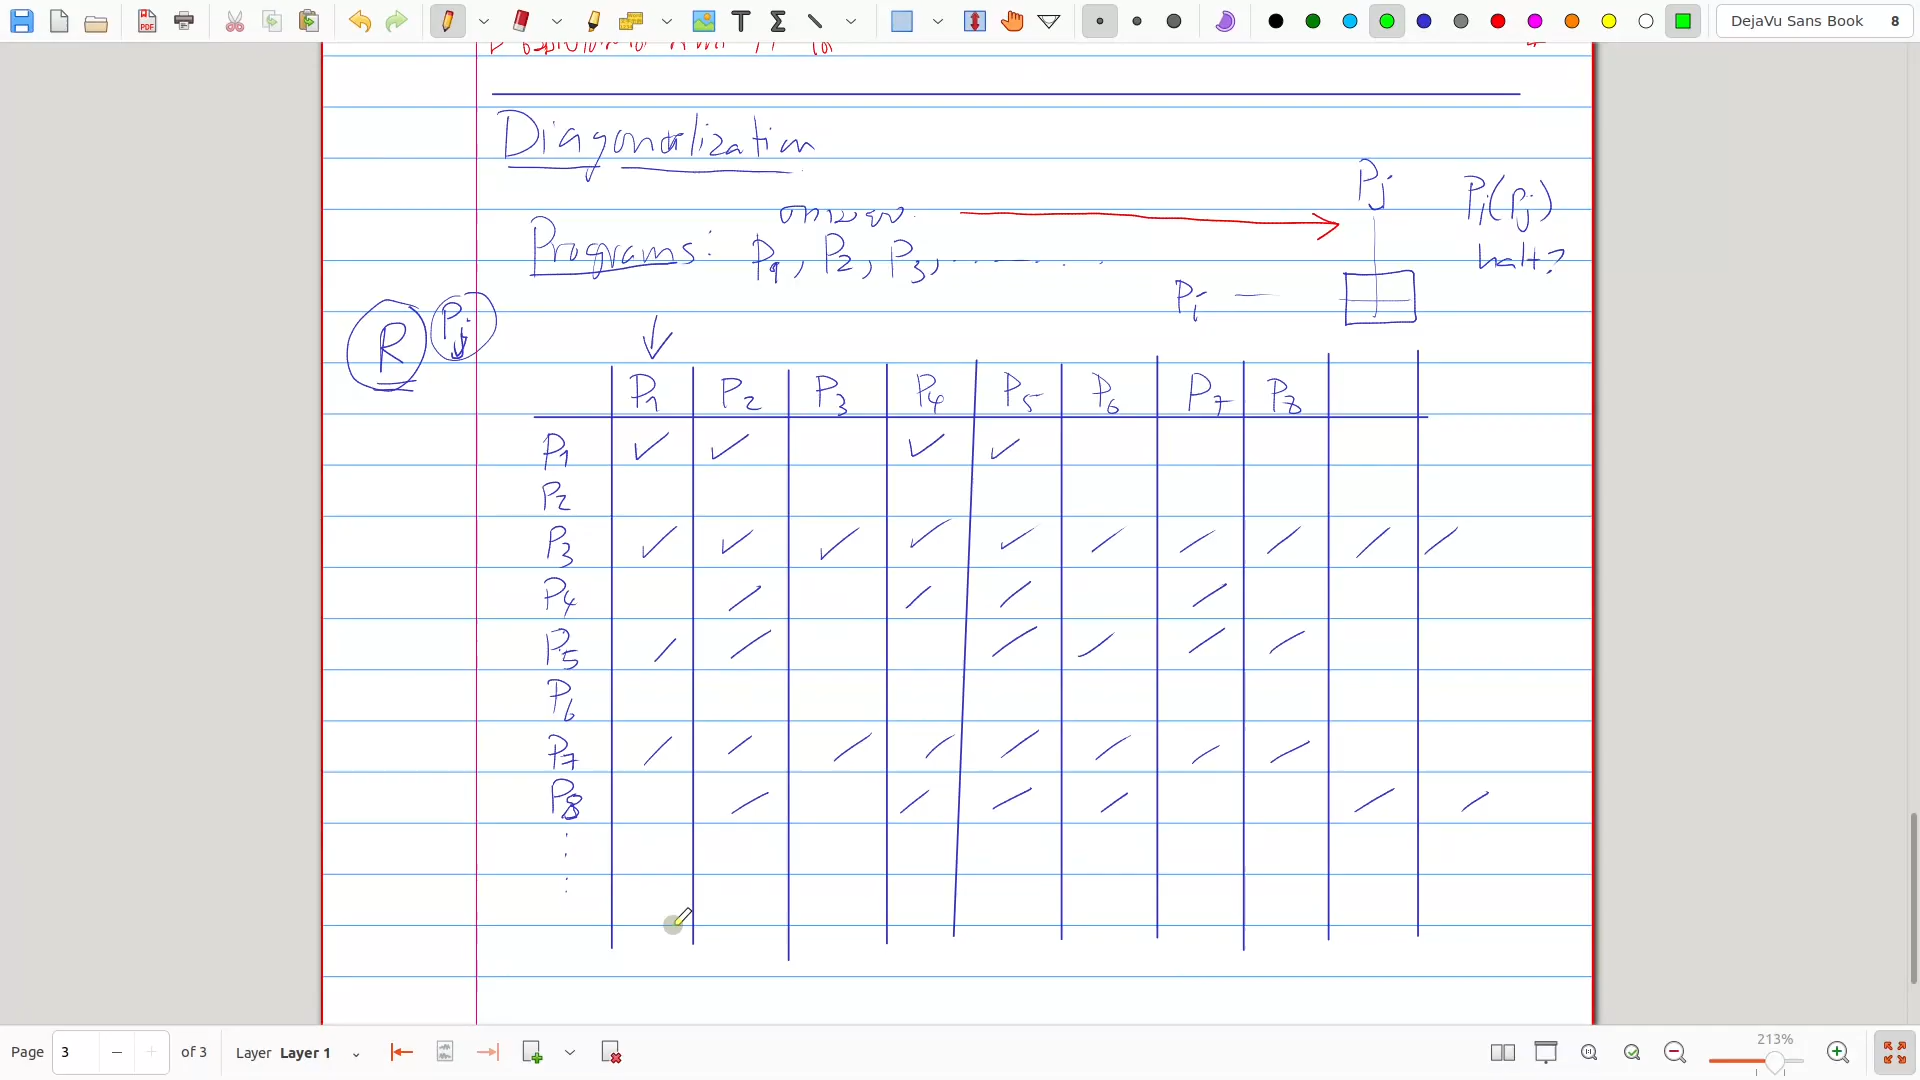 DejaVu Sans Book 8
Diagonalization
Pj Pi(Pj)
answer
Programs: P1, P2, P3, ............ halt?
Pi
R Pj
P1 P2 P3 P4 P5 P6 P7 P8
P1 ✓ ✓ ✓ ✓
P2
P3 ✓ ✓ ✓ ✓ ✓ / / / / /
P4 / / / /
P5 / / / / / /
P6
P7 / / / / / / / /
P8 / / / / / /
Page 3 of 3 Layer Layer 1 213%